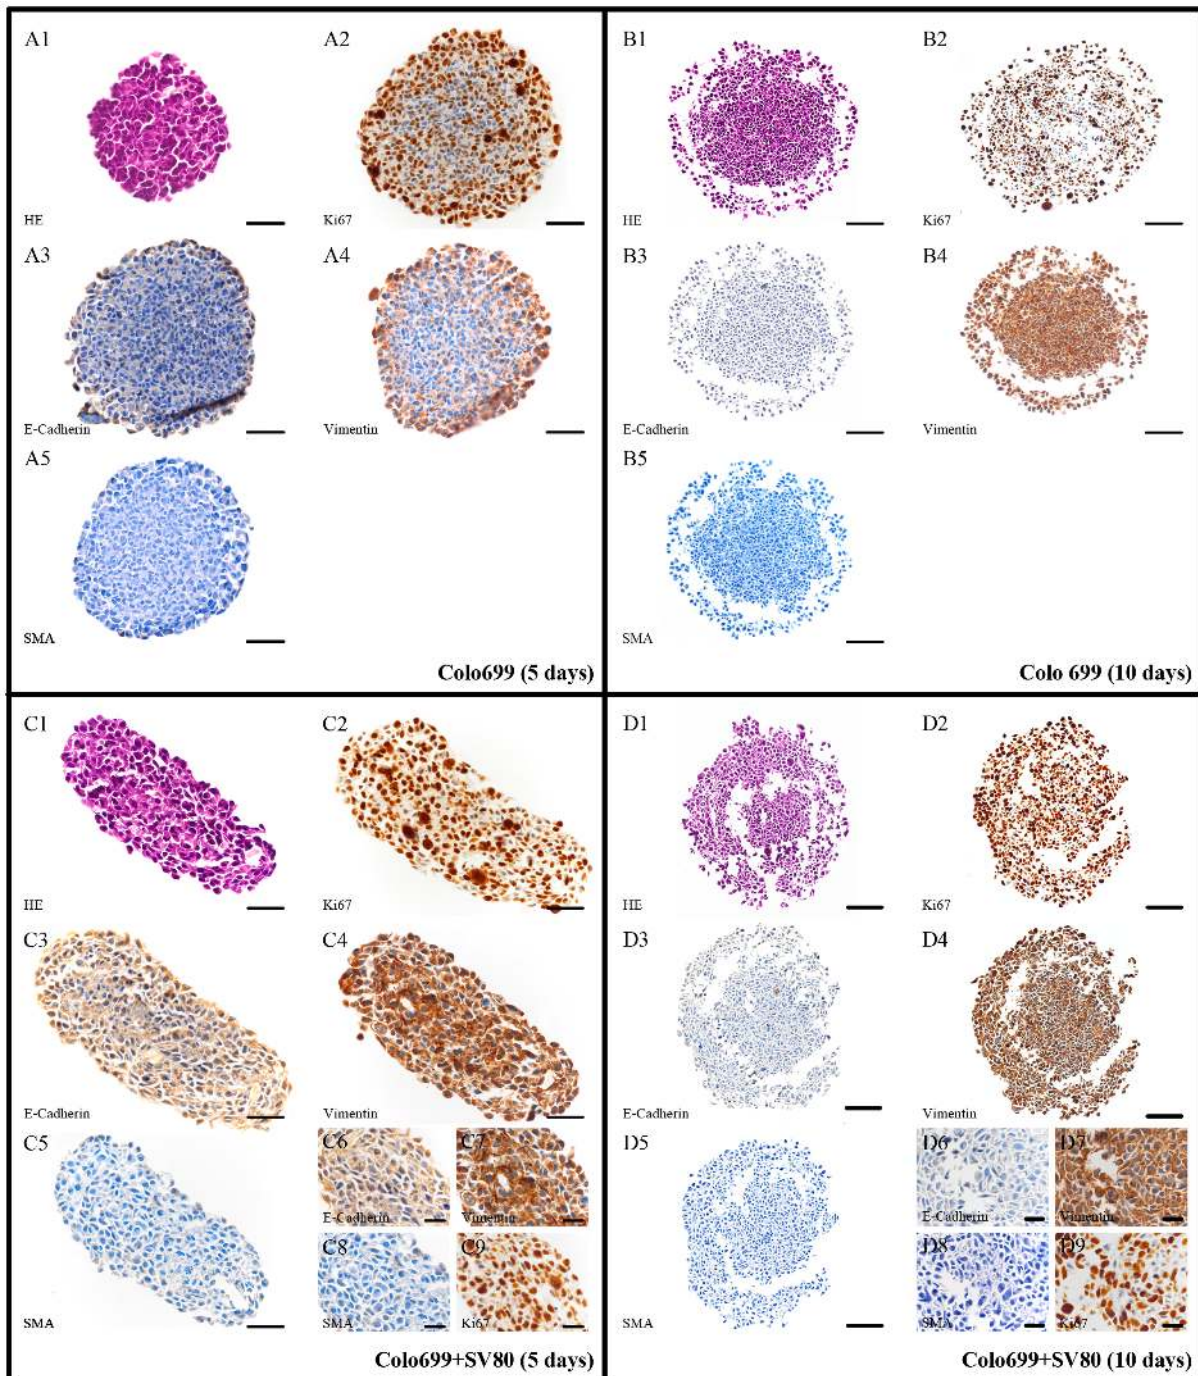 A1
A2
HE
Ki67
A3
A4
E-Cadherin
Vimentin
A5
SMA
Colo699 (5 days)
B1
B2
HE
Ki67
B3
B4
E-Cadherin
Vimentin
B5
SMA
Colo 699 (10 days)
C1
C2
HE
Ki67
C3
C4
E-Cadherin
Vimentin
C5
C6
C7
E-Cadherin
Vimentin
C8
C9
SMA
SMA
Ki67
Colo699+SV80 (5 days)
D1
D2
HE
Ki67
D3
D4
E-Cadherin
Vimentin
D5
D6
D7
E-Cadherin
Vimentin
D8
D9
SMA
SMA
Ki67
Colo699+SV80 (10 days)